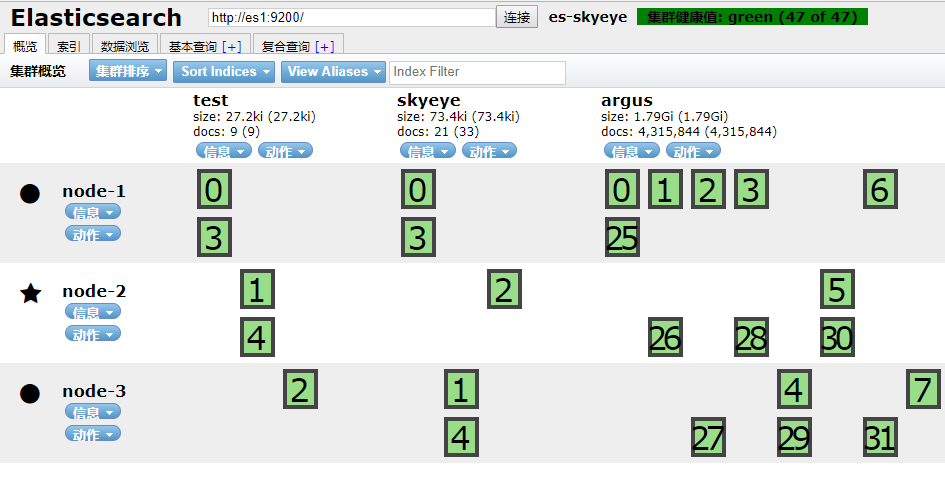 Elasticsearch http://es1:9200/ 连接 es-skyeye 集群健康值: green (47 of 47)
概览 索引 数据浏览 基本查询 [+] 复合查询 [+]
集群概览 集群排序 Sort Indices View Aliases Index Filter
test skyeye argus
size: 27.2ki (27.2ki) size: 73.4ki (73.4ki) size: 1.79Gi (1.79Gi)
docs: 9 (9) docs: 21 (33) docs: 4,315,844 (4,315,844)
信息 动作 信息 动作 信息 动作
node-1 0 0 0 1 2 3 6
信息
动作 3 3 25
node-2 1 2 5
信息
动作 4 26 28 30
node-3 2 1 4 7
信息
动作 4 27 29 31